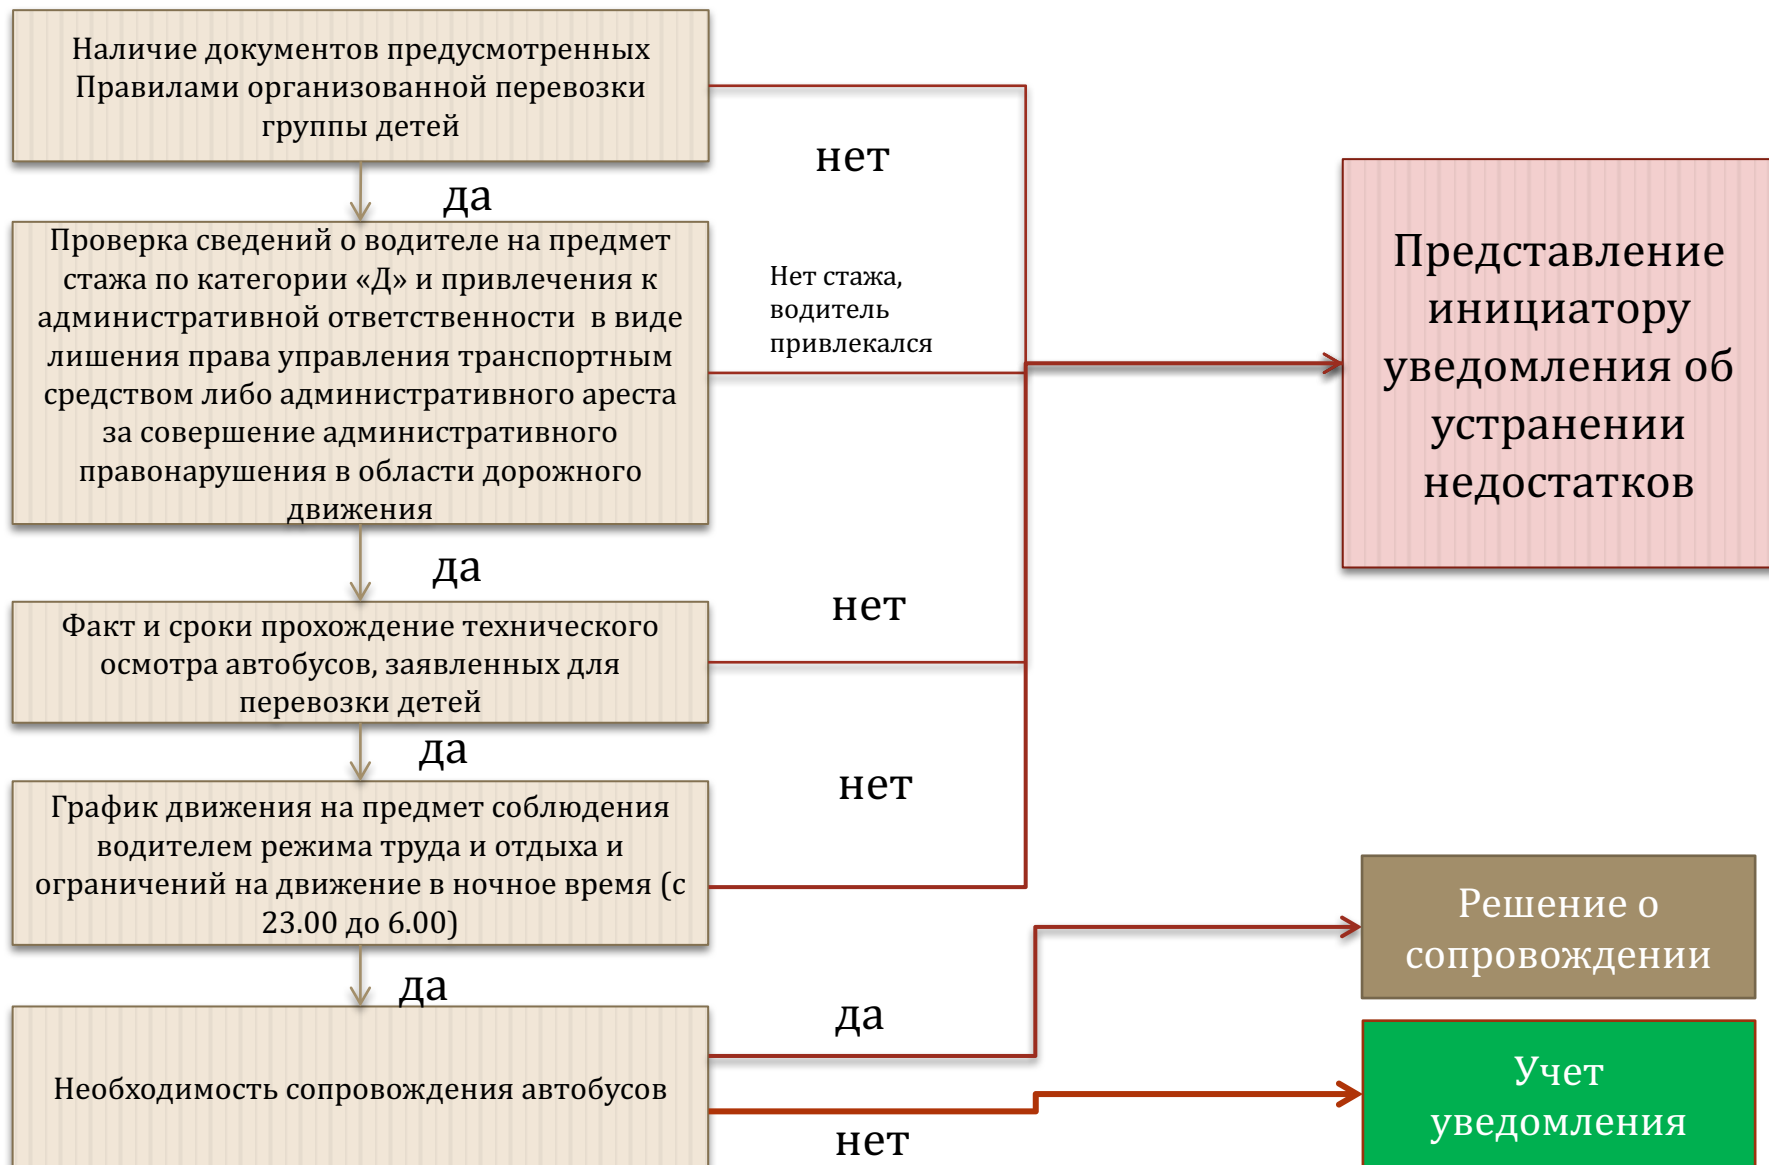 Наличие документов предусмотренных
Правилами организованной перевозки
группы детей
нет
да
Проверка сведений о водителе на предмет
стажа по категории «Д» и привлечения к
административной ответственности в виде
лишения права управления транспортным
средством либо административного ареста
за совершение административного
правонарушения в области дорожного
движения
Нет стажа,
водитель
привлекался
Представление
инициатору
уведомления об
устранении
недостатков
да
нет
Факт и сроки прохождение технического
осмотра автобусов, заявленных для
перевозки детей
да
нет
График движения на предмет соблюдения
водителем режима труда и отдыха и
ограничений на движение в ночное время (с
23.00 до 6.00)
Решение о
сопровождении
да
да
Необходимость сопровождения автобусов
Учет
уведомления
нет